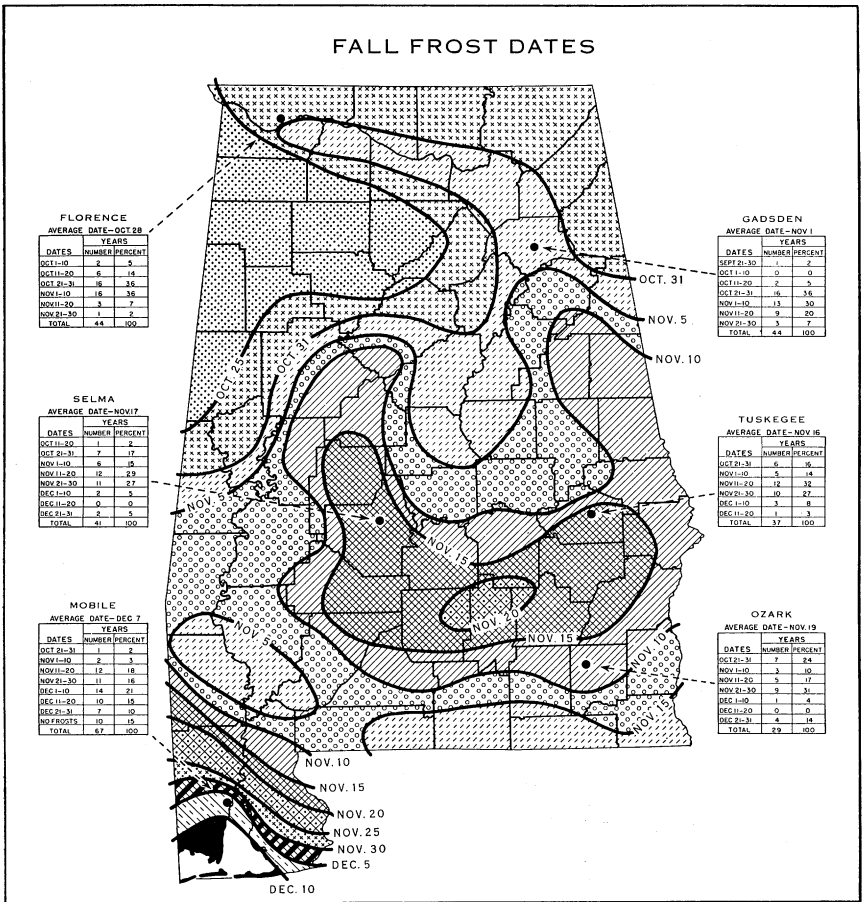 FALL FROST DATES
FLORENCE
AVERAGE DATE–OCT. 28
YEARS
DATES NUMBER PERCENT
OCT 1–10 2 5
OCT 11–20 6 14
OCT. 21–31 16 36
NOV 1–10 16 36
NOV. 11–20 3 7
NOV. 21–30 1 2
TOTAL 44 100
GADSDEN
AVERAGE DATE–NOV 1
YEARS
DATES NUMBER PERCENT
SEPT 21–30 1 2
OCT 1–10 0 0
OCT 11–20 2 5
OCT 21–31 16 36
NOV. 1–10 13 30
NOV 11–20 9 20
NOV 21–30 3 7
TOTAL 44 100
SELMA
AVERAGE DATE–NOV.17
YEARS
DATES NUMBER PERCENT
OCT 11–20 1 2
OCT 21–31 7 17
NOV 1–10 6 15
NOV 11–20 12 29
NOV 21–30 11 27
DEC 1–10 2 5
DEC 11–20 0 0
DEC 21–31 2 5
TOTAL 41 100
TUSKEGEE
AVERAGE DATE–NOV 16
YEARS
DATES NUMBER PERCENT
OCT 21–31 6 16
NOV 1–10 5 14
NOV 11–20 12 32
NOV 21–30 10 27
DEC 1–10 3 8
DEC 11–20 1 3
TOTAL 37 100
MOBILE
AVERAGE DATE–DEC 7
YEARS
DATES NUMBER PERCENT
OCT 21–31 1 2
NOV 1–10 2 3
NOV 11–20 12 18
NOV 21–30 11 16
DEC 1–10 14 21
DEC 11–20 10 15
DEC 21–31 7 10
NO FROSTS 10 15
TOTAL 67 100
OZARK
AVERAGE DATE–NOV. 19
YEARS
DATES NUMBER PERCENT
OCT 21–31 7 24
NOV 1–10 3 10
NOV 11–20 5 17
NOV 21–30 9 31
DEC 1–10 1 4
DEC 11–20 0 0
DEC 21–31 4 14
TOTAL 29 100
OCT. 31
NOV. 5
NOV. 10
OCT 25
OCT 31
NOV. 5
NOV. 15
NOV. 20
NOV. 15
NOV. 10
NOV. 15
NOV. 5
NOV. 10
NOV. 15
NOV. 20
NOV. 25
NOV. 30
DEC. 5
DEC. 10